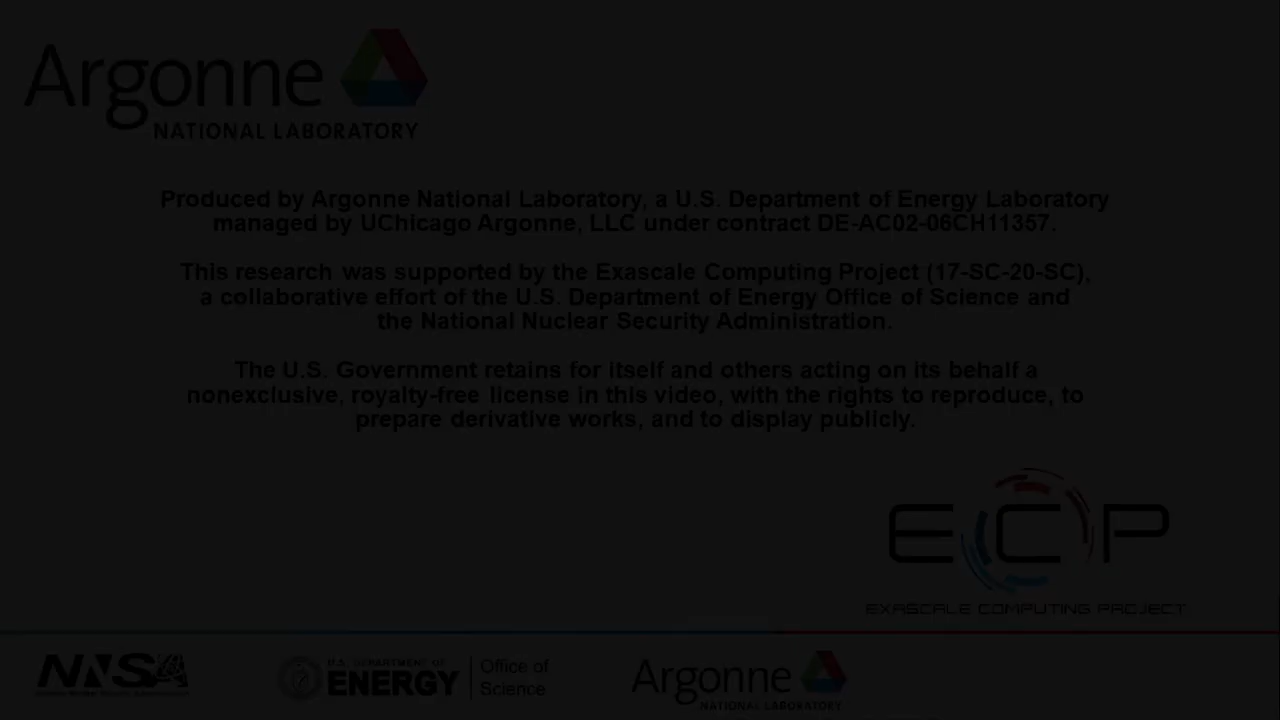 Argonne
NATIONAL LABORATORY
Produced by Argonne National Laboratory, a U.S. Department of Energy Laboratory
managed by UChicago Argonne, LLC under contract DE-AC02-06CH11357.
This research was supported by the Exascale Computing Project (17-SC-20-SC),
a collaborative effort of the U.S. Department of Energy Office of Science and
the National Nuclear Security Administration.
The U.S. Government retains for itself and others acting on its behalf a
nonexclusive, royalty-free license in this video, with the rights to reproduce, to
prepare derivative works, and to display publicly.
ECP
EXASCALE COMPUTING PROJECT
NNSA
U.S. DEPARTMENT OF
ENERGY
Office of
Science
Argonne
NATIONAL LABORATORY